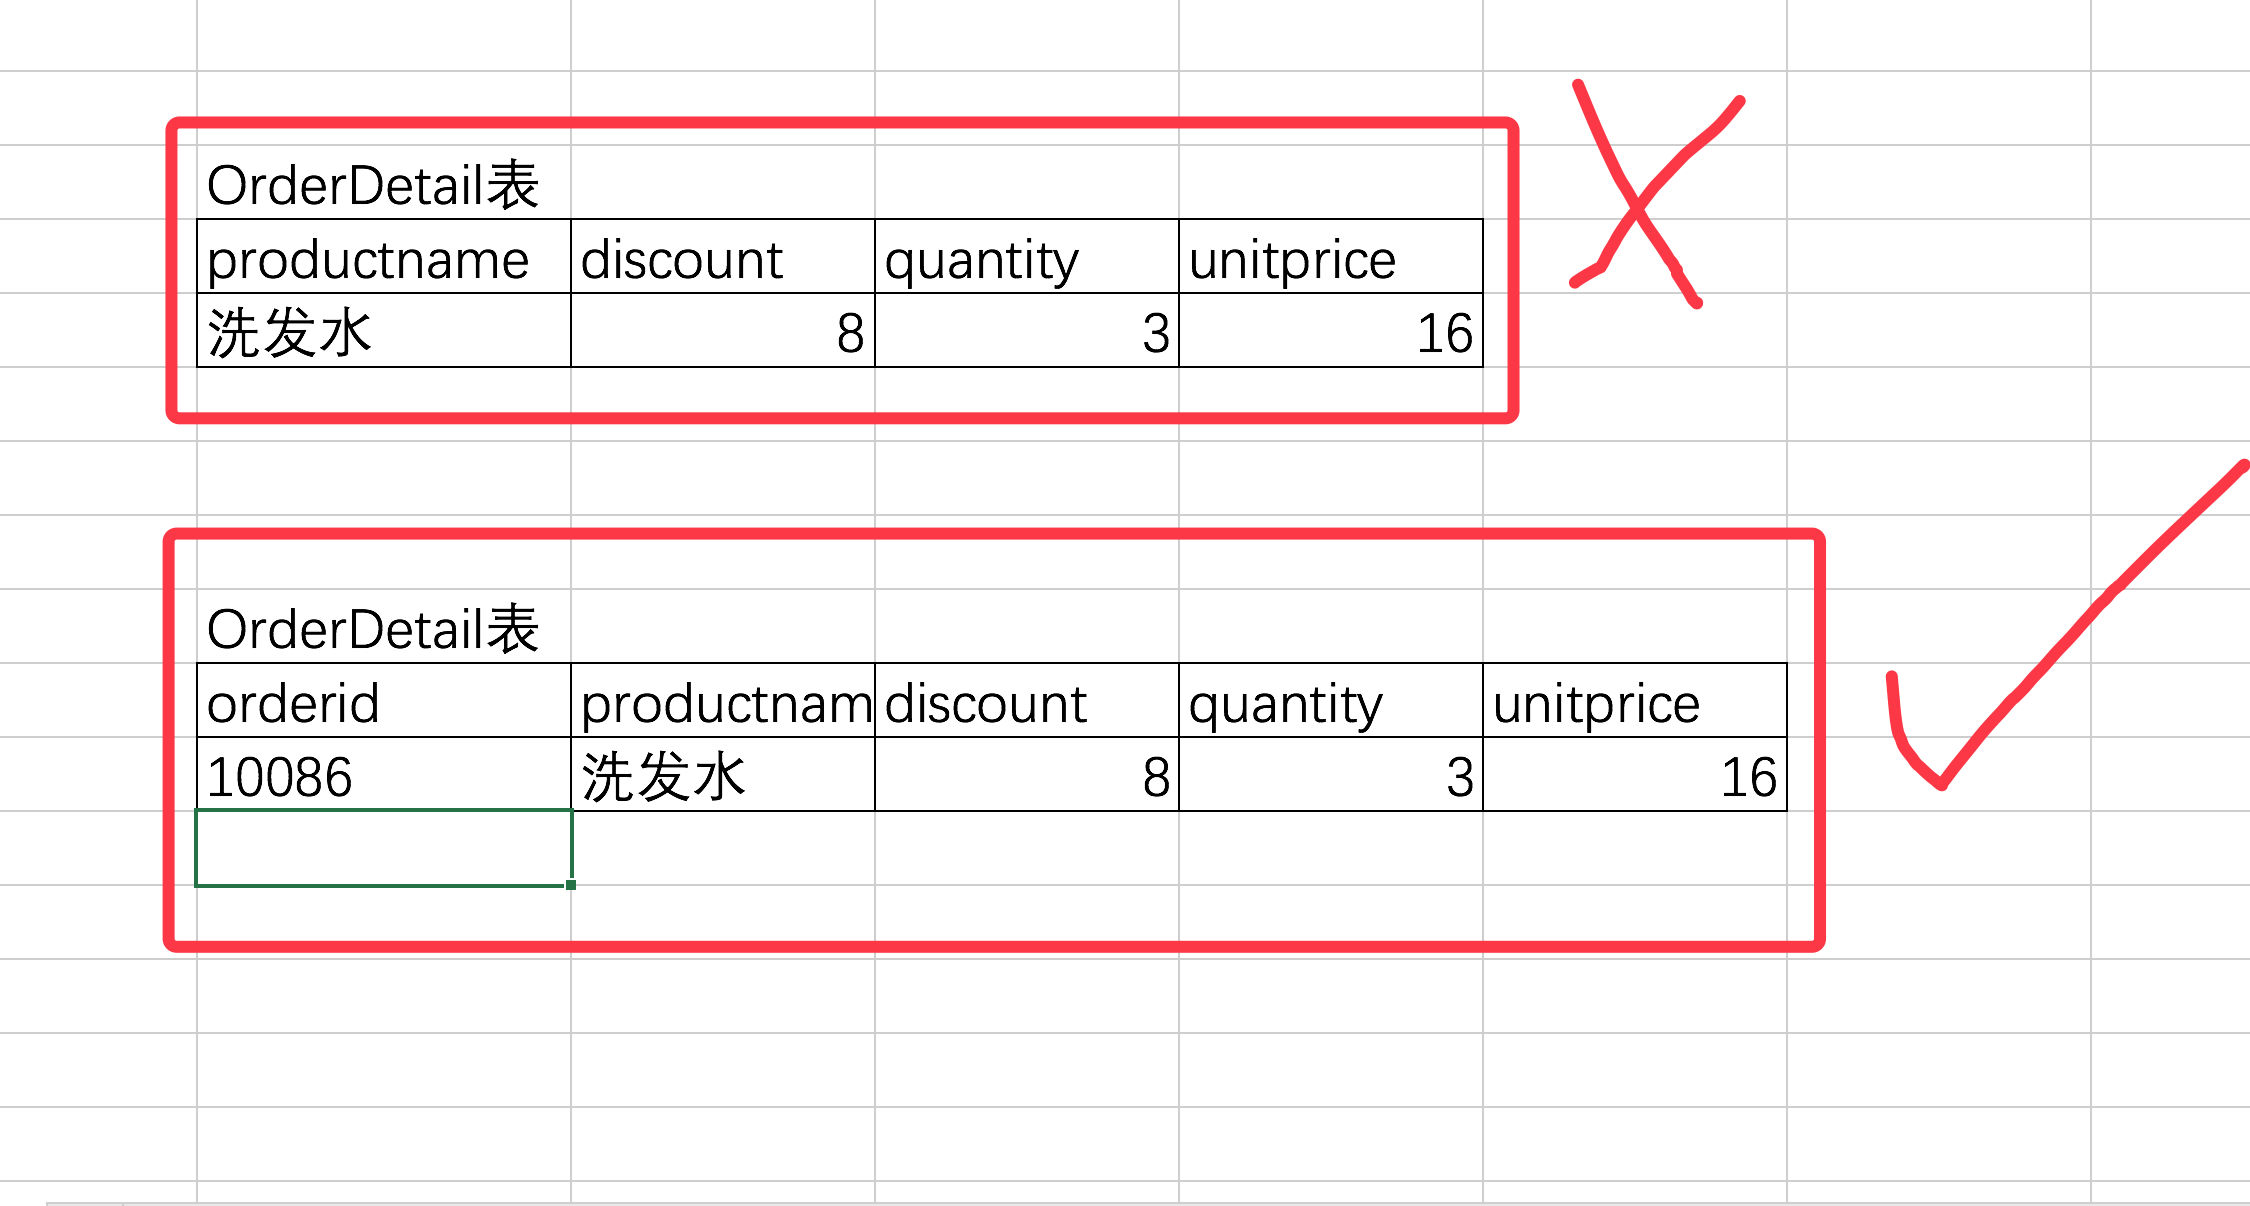 OrderDetail表
productname discount quantity unitprice
洗发水 8 3 16
OrderDetail表
orderid productnam discount quantity unitprice
10086 洗发水 8 3 16